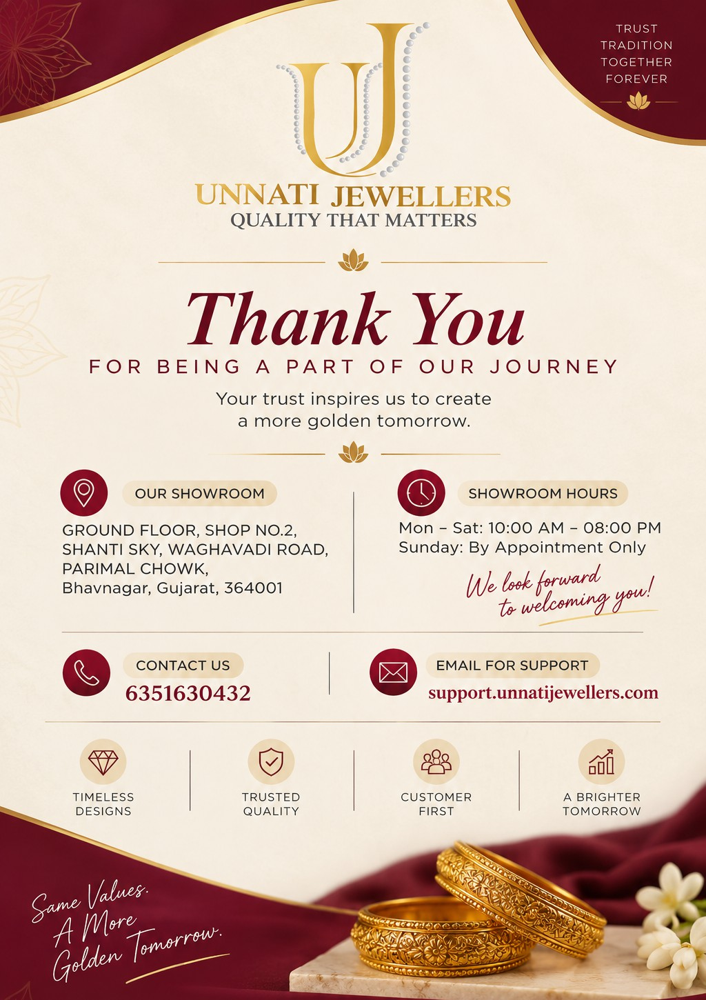 TRUST
TRADITION
TOGETHER
FOREVER
UJ
UNNATI JEWELLERS
QUALITY THAT MATTERS
Thank You
FOR BEING A PART OF OUR JOURNEY
Your trust inspires us to create
a more golden tomorrow.
OUR SHOWROOM
GROUND FLOOR, SHOP NO.2,
SHANTI SKY, WAGHAVADI ROAD,
PARIMAL CHOWK,
Bhavnagar, Gujarat, 364001
SHOWROOM HOURS
Mon – Sat: 10:00 AM – 08:00 PM
Sunday: By Appointment Only
We look forward
to welcoming you!
CONTACT US
6351630432
EMAIL FOR SUPPORT
support.unnatijewellers.com
TIMELESS
DESIGNS
TRUSTED
QUALITY
CUSTOMER
FIRST
A BRIGHTER
TOMORROW
Same Values.
A More
Golden Tomorrow.